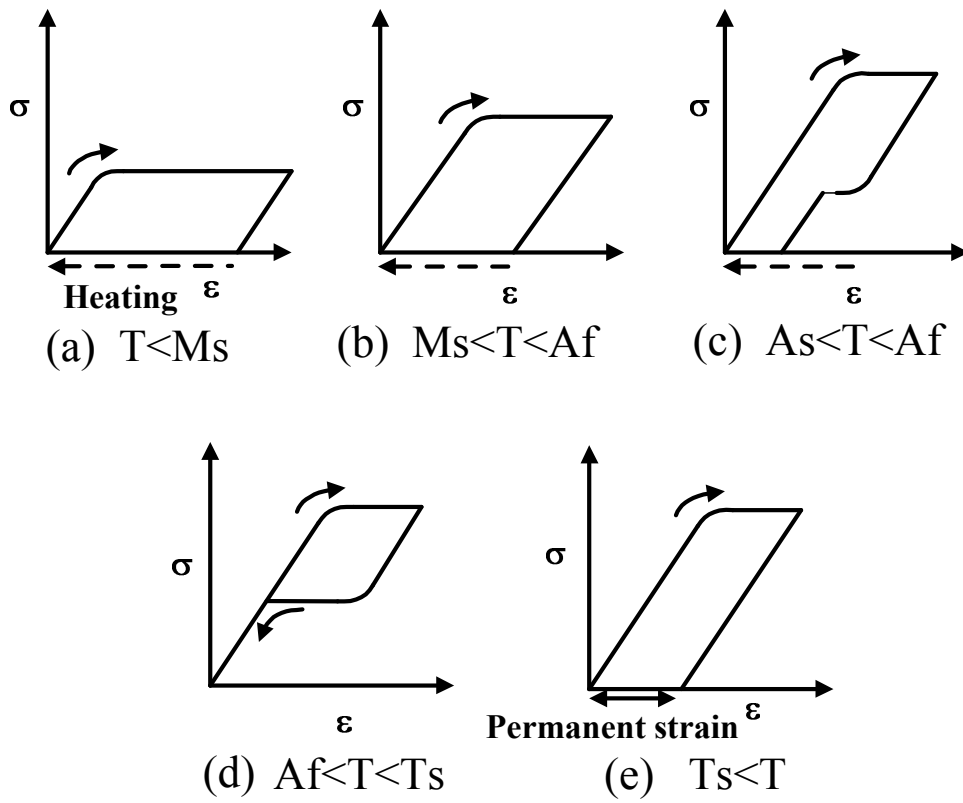 σ
σ
σ
Heating ε
ε
ε
(a) T<Ms
(b) Ms<T<Af
(c) As<T<Af
σ
σ
ε
Permanent strain ε
(d) Af<T<Ts
(e) Ts<T